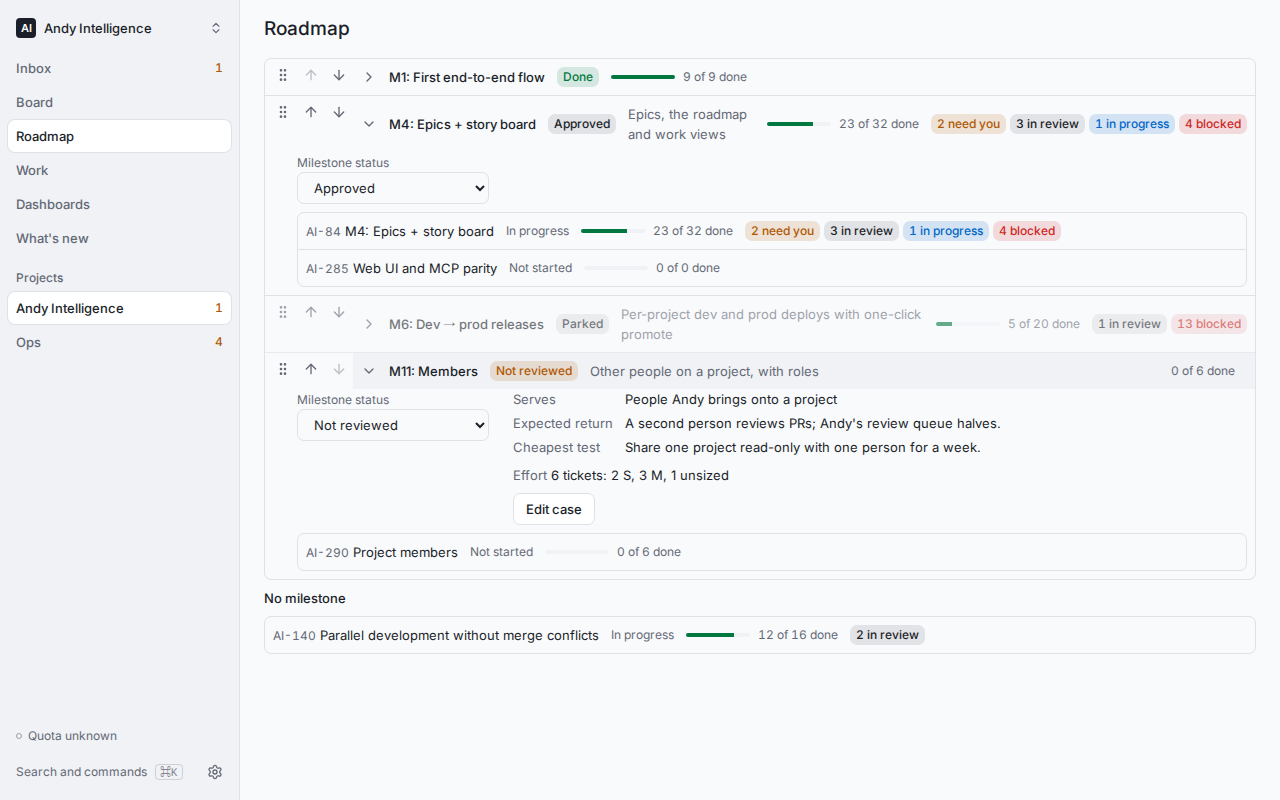 AI Andy Intelligence
Inbox 1
Board
Roadmap
Work
Dashboards
What's new
Projects
Andy Intelligence 1
Ops 4
Quota unknown
Search and commands ⌘K
Roadmap
M1: First end-to-end flow Done 9 of 9 done
M4: Epics + story board Approved Epics, the roadmap and work views 23 of 32 done 2 need you 3 in review 1 in progress 4 blocked
Milestone status
Approved
AI-84 M4: Epics + story board In progress 23 of 32 done 2 need you 3 in review 1 in progress 4 blocked
AI-285 Web UI and MCP parity Not started 0 of 0 done
M6: Dev → prod releases Parked Per-project dev and prod deploys with one-click promote 5 of 20 done 1 in review 13 blocked
M11: Members Not reviewed Other people on a project, with roles 0 of 6 done
Milestone status
Not reviewed
Serves People Andy brings onto a project
Expected return A second person reviews PRs; Andy's review queue halves.
Cheapest test Share one project read-only with one person for a week.
Effort 6 tickets: 2 S, 3 M, 1 unsized
Edit case
AI-290 Project members Not started 0 of 6 done
No milestone
AI-140 Parallel development without merge conflicts In progress 12 of 16 done 2 in review